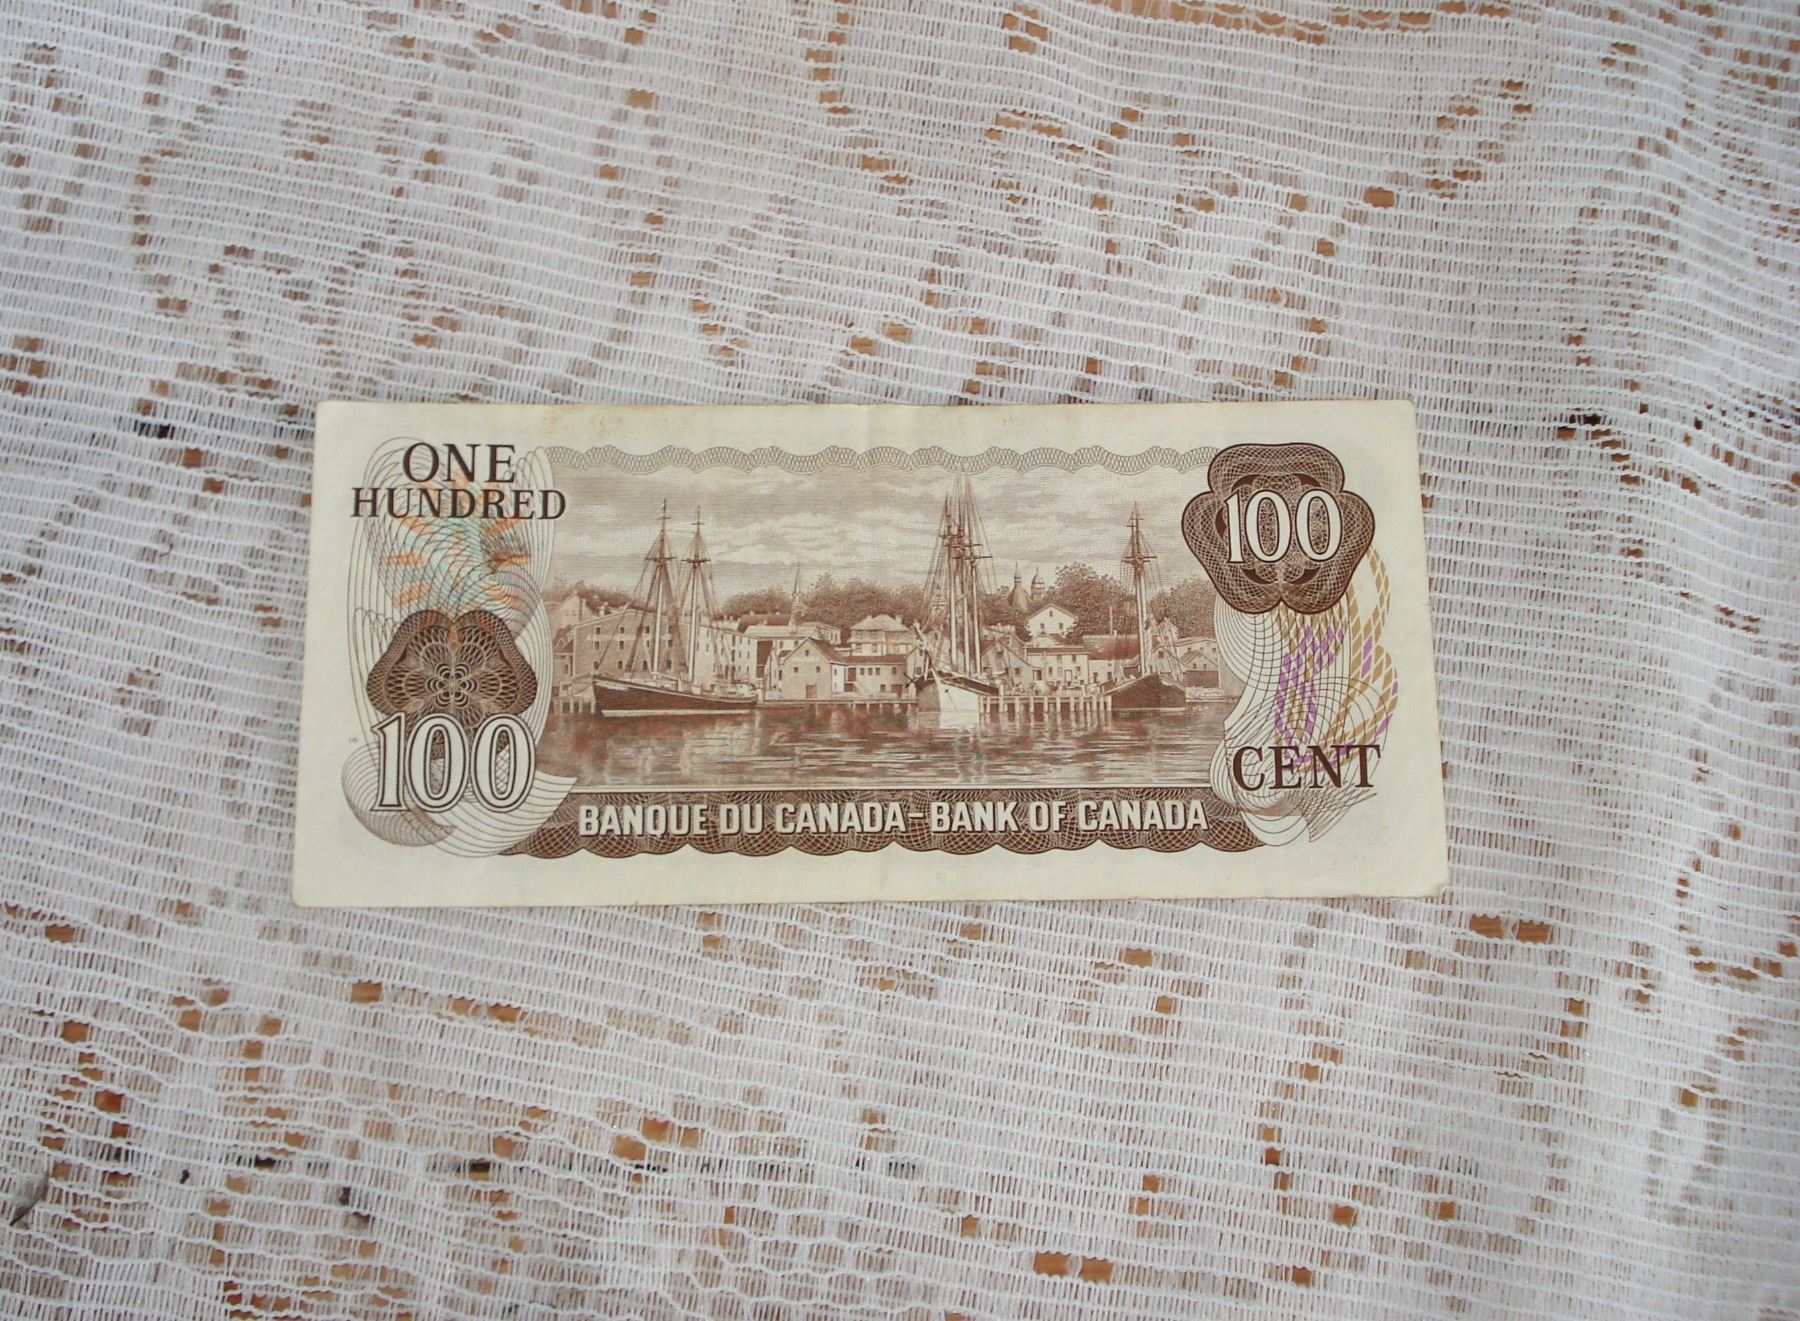 ONE
HUNDRED
100
100
CENT
BANQUE DU CANADA-BANK OF CANADA